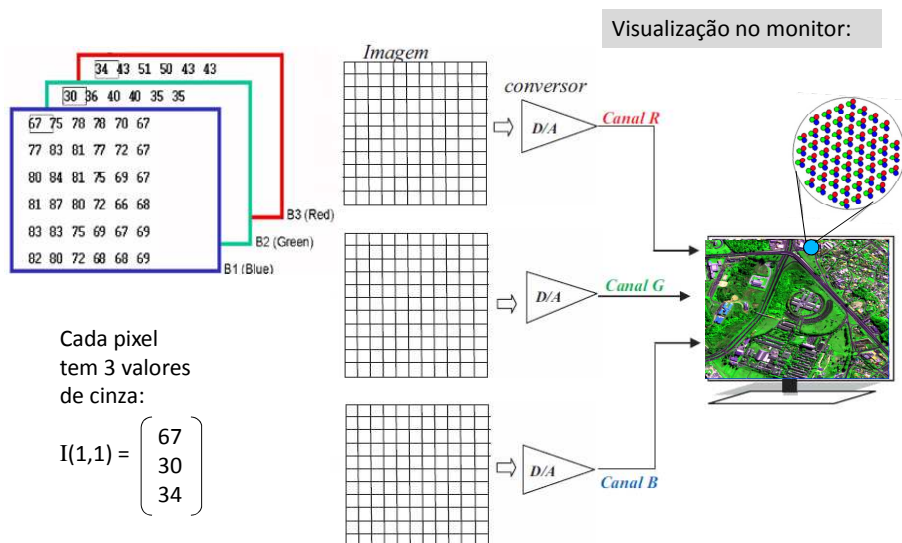 Visualização no monitor:
Imagem
34 43 51 50 43 43
30 36 40 40 35 35
67 75 78 78 70 67
77 83 81 77 72 67
80 84 81 75 69 67
81 87 80 72 66 68
83 83 75 69 67 69
82 80 72 68 68 69
B3 (Red)
B2 (Green)
B1 (Blue)
conversor
D/A
Canal R
D/A
Canal G
D/A
Canal B
Cada pixel
tem 3 valores
de cinza:
I(1,1) =
67
30
34